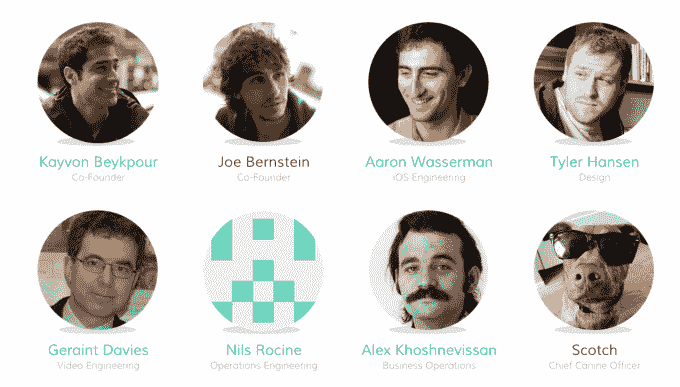 Kayvon Beykpour
Co-Founder
Joe Bernstein
Co-Founder
Aaron Wasserman
iOS Engineering
Tyler Hansen
Design
Geraint Davies
Video Engineering
Nils Rocine
Operations Engineering
Alex Khoshnevissan
Business Operations
Scotch
Chief Canine Officer